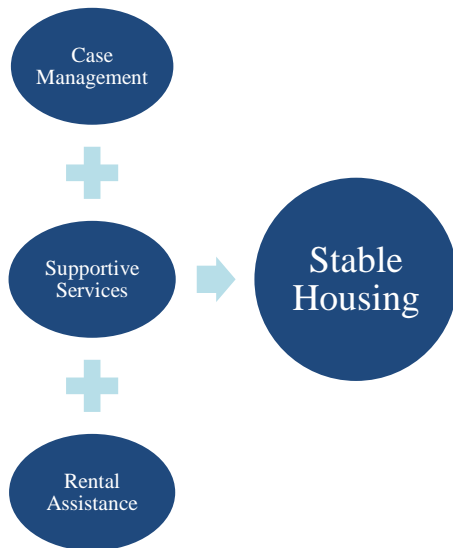 Case
Management
Supportive
Services
Stable
Housing
Rental
Assistance